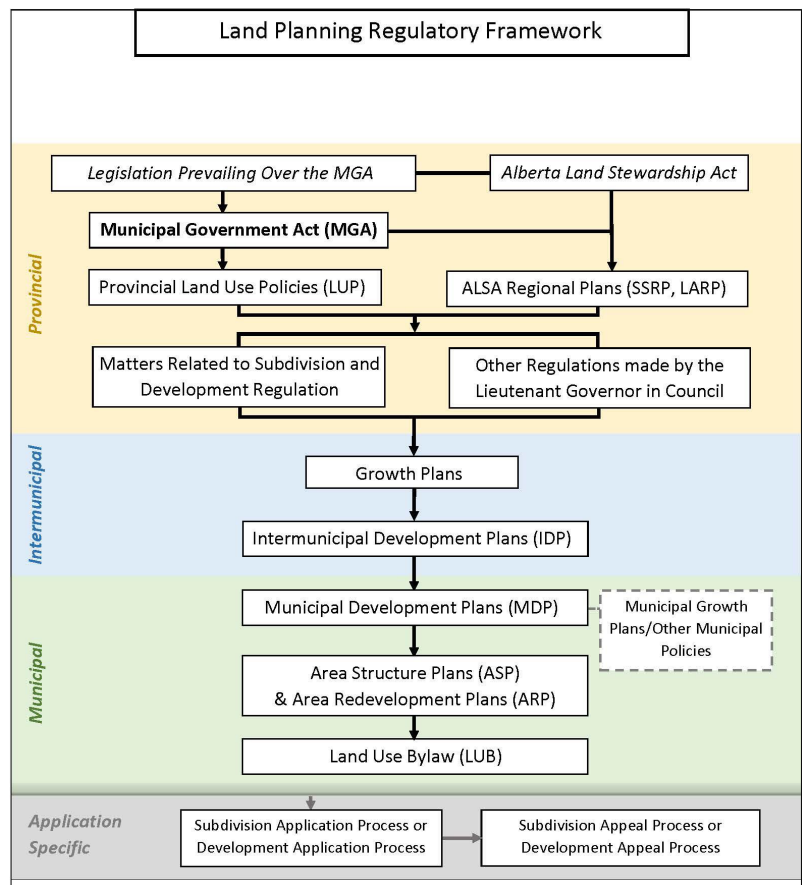 Land Planning Regulatory Framework
Provincial
Legislation Prevailing Over the MGA
Alberta Land Stewardship Act
Municipal Government Act (MGA)
Provincial Land Use Policies (LUP)
ALSA Regional Plans (SSRP, LARP)
Matters Related to Subdivision and
Development Regulation
Other Regulations made by the
Lieutenant Governor in Council
Intermunicipal
Growth Plans
Intermunicipal Development Plans (IDP)
Municipal
Municipal Development Plans (MDP)
Municipal Growth
Plans/Other Municipal
Policies
Area Structure Plans (ASP)
& Area Redevelopment Plans (ARP)
Land Use Bylaw (LUB)
Application
Specific
Subdivision Application Process or
Development Application Process
Subdivision Appeal Process or
Development Appeal Process